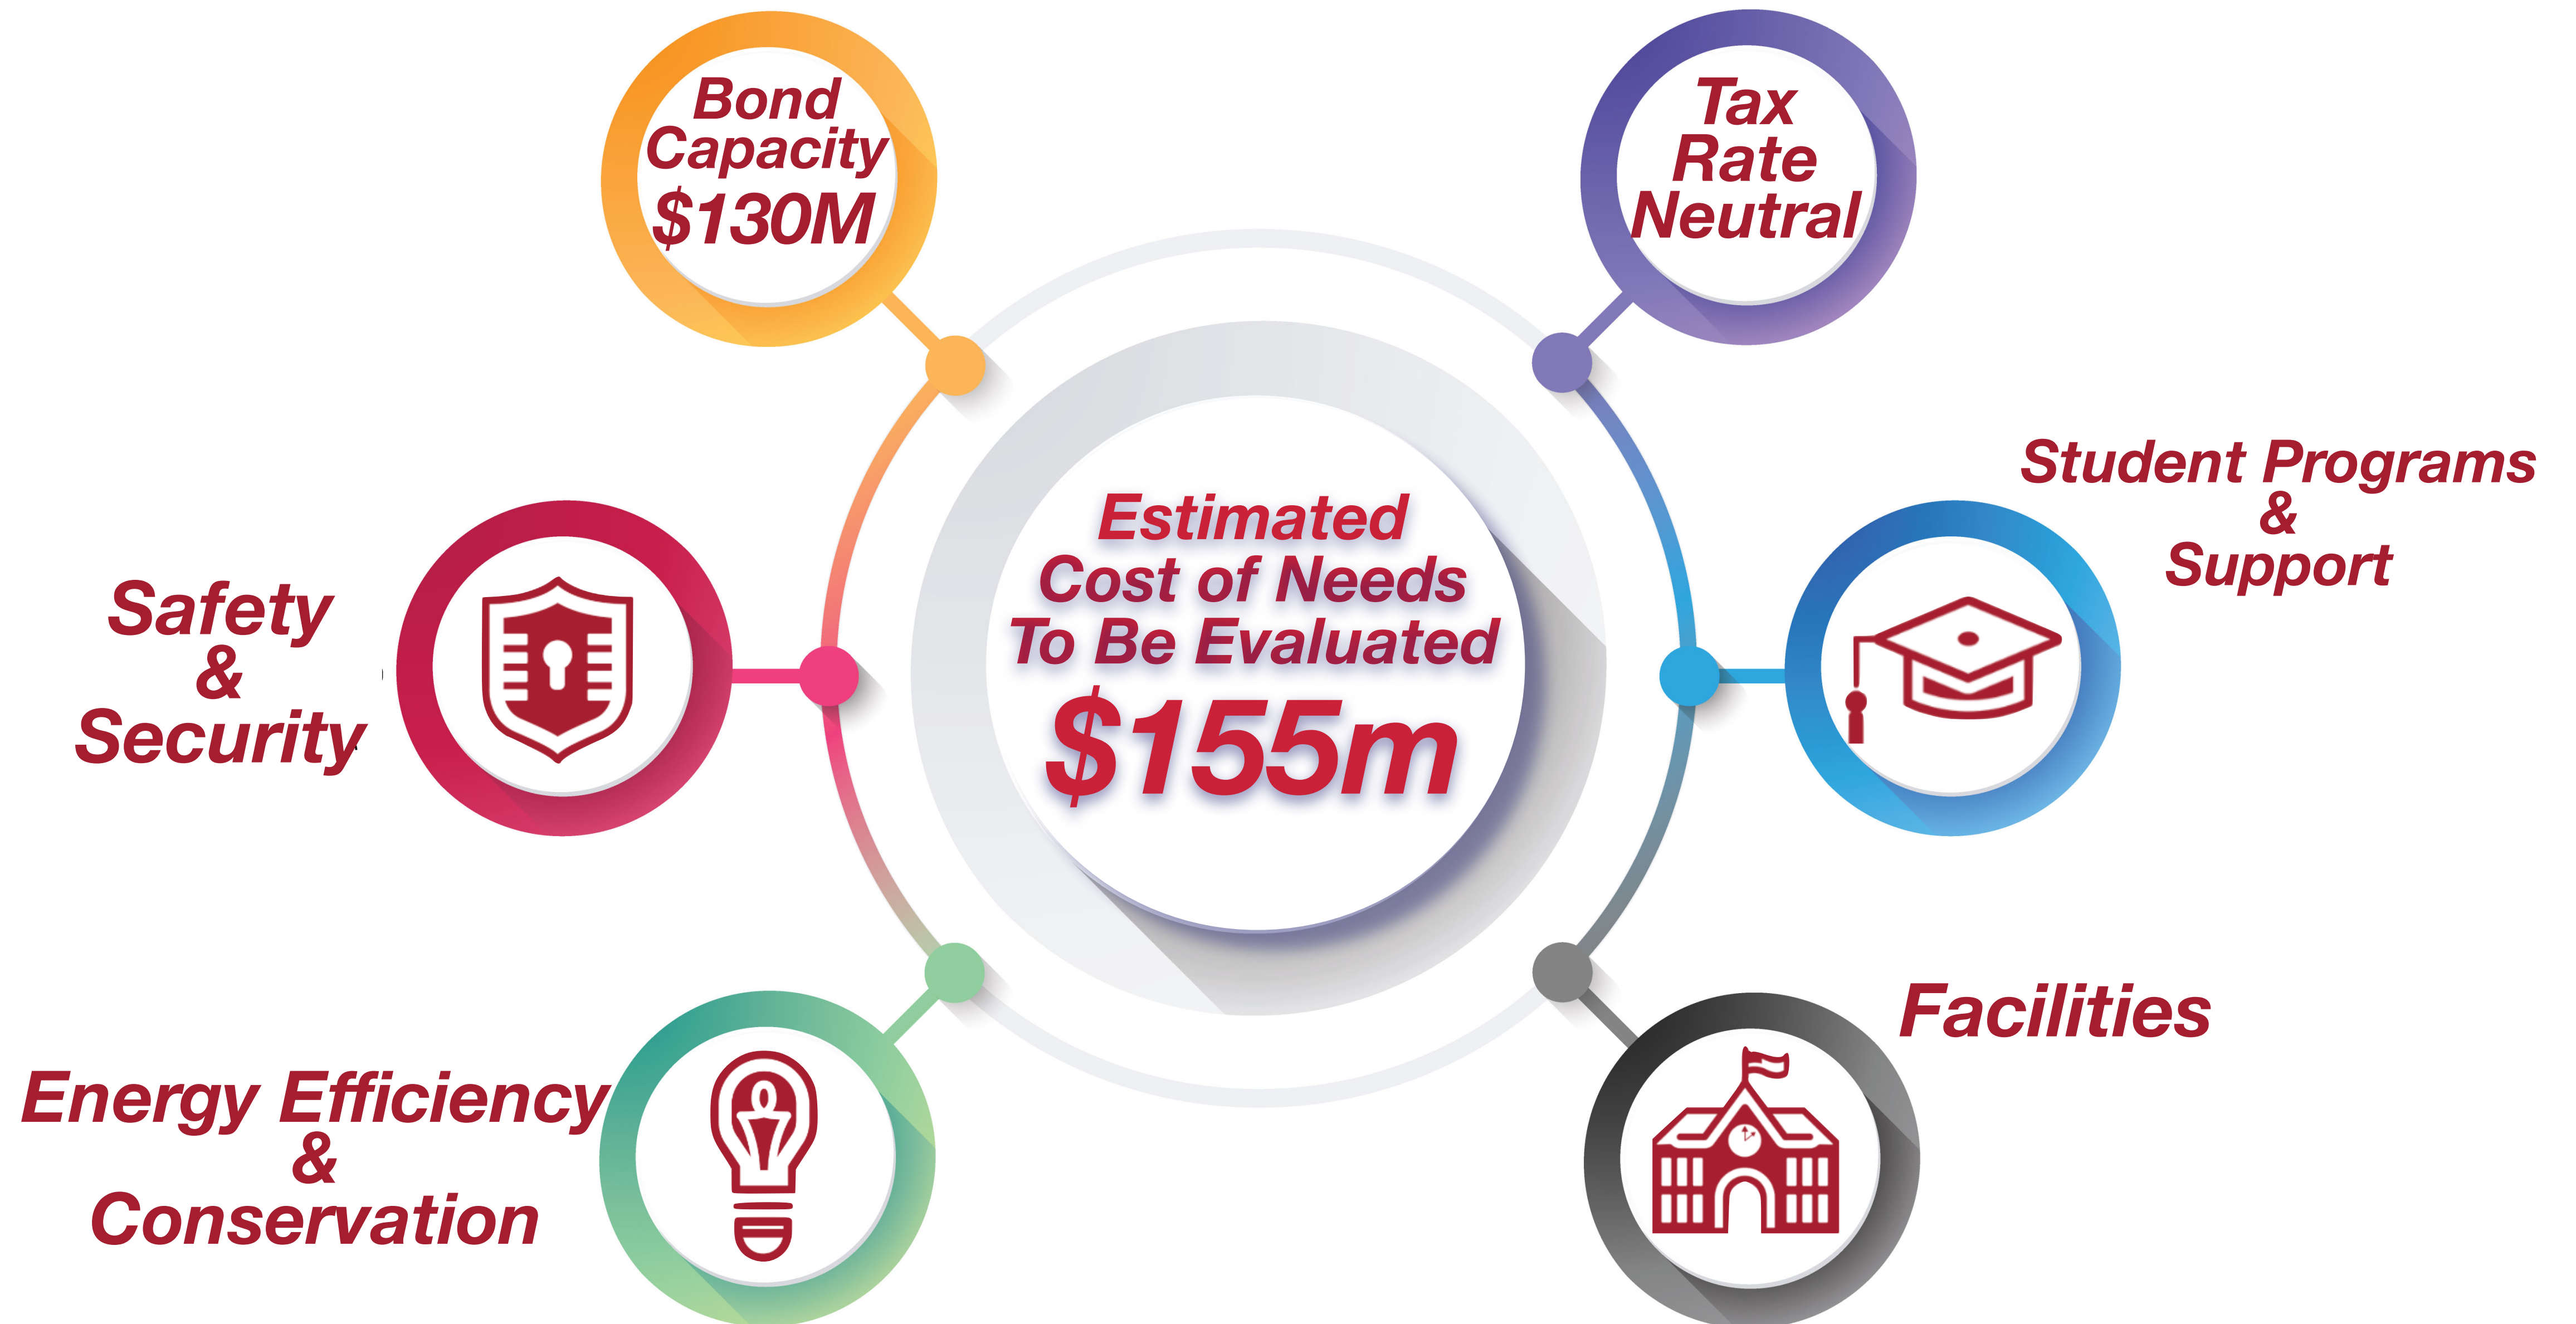 Bond
Capacity
$130M
Tax
Rate
Neutral
Student Programs
&
Support
Estimated
Cost of Needs
To Be Evaluated
$155m
Safety
&
Security
Facilities
Energy Efficiency
&
Conservation